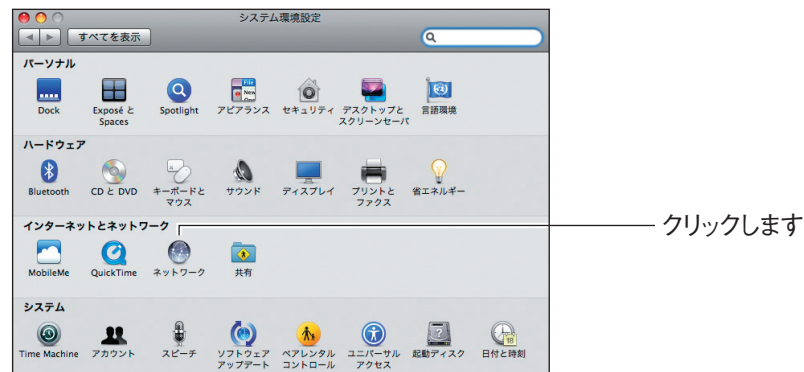 システム環境設定
すべてを表示
パーソナル
Dock
Exposé と
Spaces
Spotlight
アピアランス
セキュリティ
デスクトップと
スクリーンセーバ
言語環境
ハードウェア
Bluetooth
CD と DVD
キーボードと
マウス
サウンド
ディスプレイ
プリントと
ファクス
省エネルギー
インターネットとネットワーク
クリックします
MobileMe
QuickTime
ネットワーク
共有
システム
Time Machine
アカウント
スピーチ
ソフトウェア
アップデート
ペアレンタル
コントロール
ユニバーサル
アクセス
起動ディスク
日付と時刻